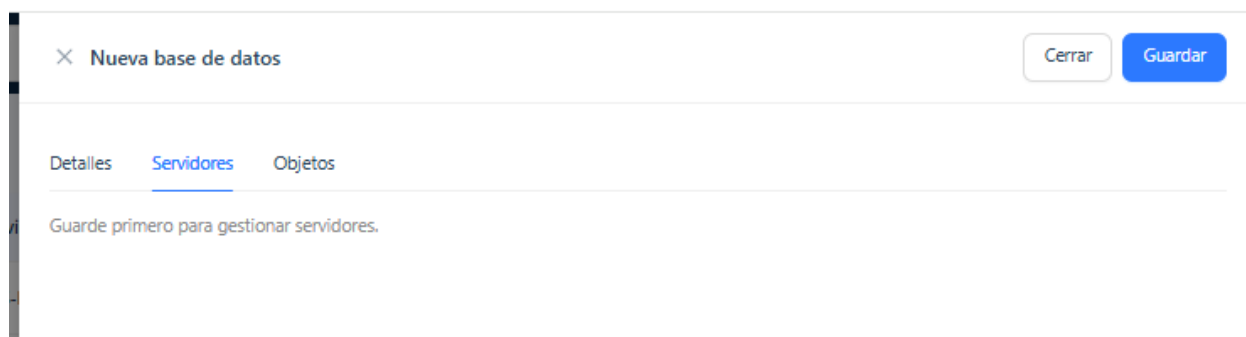 Nueva base de datos
Cerrar
Guardar
Detalles
Servidores
Objetos
Guarde primero para gestionar servidores.